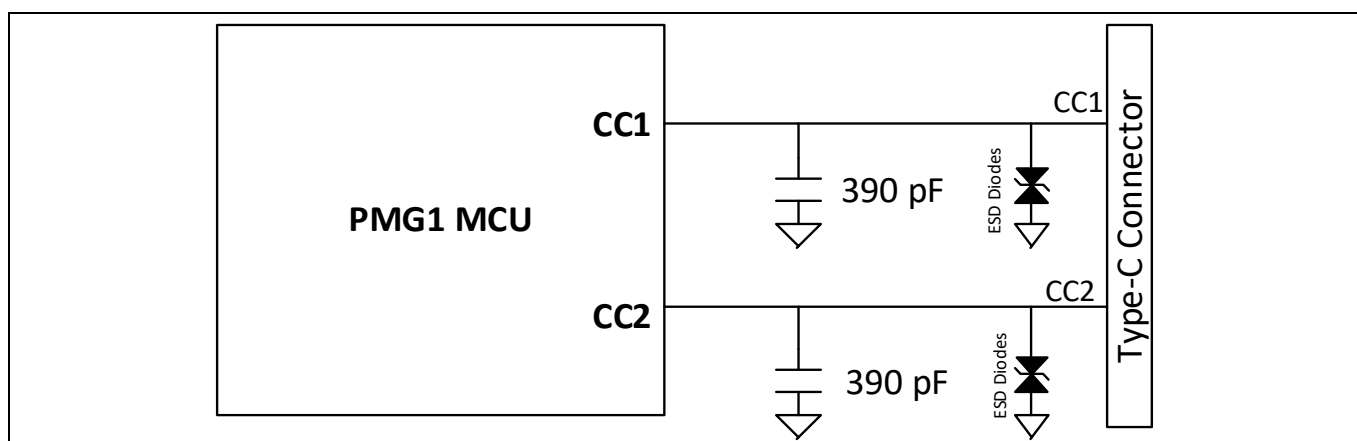 CC1
CC1
PMG1 MCU
390 pF
ESD Diodes
Type-C Connector
CC2
CC2
390 pF
ESD Diodes